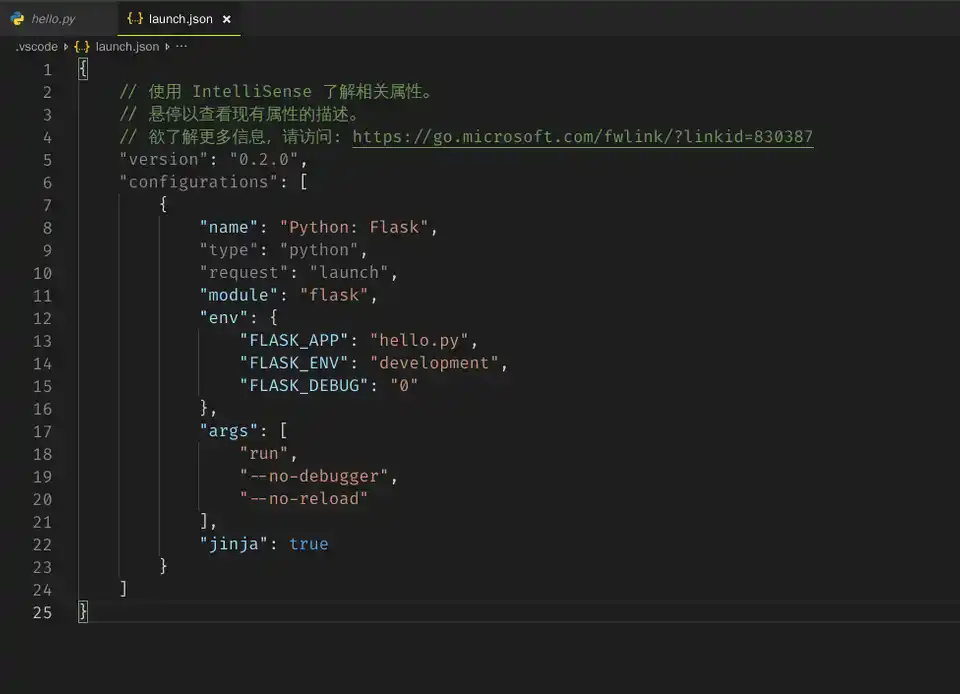 hello.py
launch.json
.vscode launch.json ...
1 {
2 // 使用 IntelliSense 了解相关属性。
3 // 悬停以查看现有属性的描述。
4 // 欲了解更多信息，请访问: https://go.microsoft.com/fwlink/?linkid=830387
5 "version": "0.2.0",
6 "configurations": [
7 {
8 "name": "Python: Flask",
9 "type": "python",
10 "request": "launch",
11 "module": "flask",
12 "env": {
13 "FLASK_APP": "hello.py",
14 "FLASK_ENV": "development",
15 "FLASK_DEBUG": "0"
16 },
17 "args": [
18 "run",
19 "--no-debugger",
20 "--no-reload"
21 ],
22 "jinja": true
23 }
24 ]
25 }